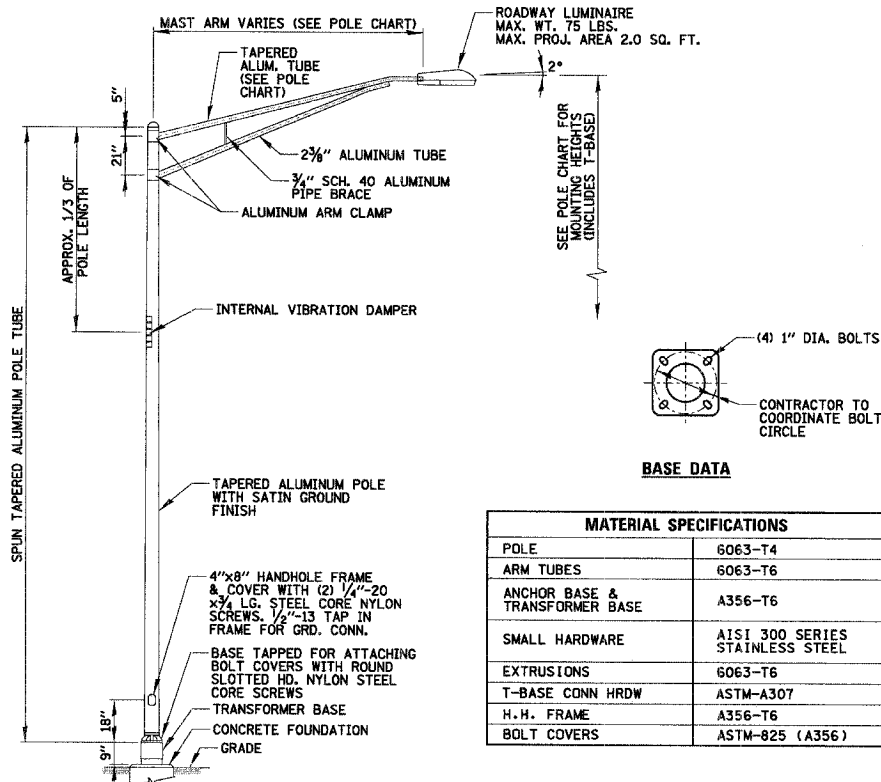 MAST ARM VARIES (SEE POLE CHART)
ROADWAY LUMINAIRE
MAX. WT. 75 LBS.
MAX. PROJ. AREA 2.0 SQ. FT.
TAPERED
ALUM. TUBE
(SEE POLE
CHART)
2°
5"
21"
2⅜" ALUMINUM TUBE
¾" SCH. 40 ALUMINUM
PIPE BRACE
ALUMINUM ARM CLAMP
APPROX. 1/3 OF
POLE LENGTH
SEE POLE CHART FOR
MOUNTING HEIGHTS
(INCLUDES T-BASE)
INTERNAL VIBRATION DAMPER
SPUN TAPERED ALUMINUM POLE TUBE
(4) 1" DIA. BOLTS
CONTRACTOR TO
COORDINATE BOLT
CIRCLE
BASE DATA
TAPERED ALUMINUM POLE
WITH SATIN GROUND
FINISH
4"x8" HANDHOLE FRAME
& COVER WITH (2) ¼"-20
x¾ LG. STEEL CORE NYLON
SCREWS. ½"-13 TAP IN
FRAME FOR GRD. CONN.
BASE TAPPED FOR ATTACHING
BOLT COVERS WITH ROUND
SLOTTED HD. NYLON STEEL
CORE SCREWS
TRANSFORMER BASE
CONCRETE FOUNDATION
GRADE
18"
9"
MATERIAL SPECIFICATIONS
POLE 6063-T4
ARM TUBES 6063-T6
ANCHOR BASE &
TRANSFORMER BASE A356-T6
SMALL HARDWARE AISI 300 SERIES
STAINLESS STEEL
EXTRUSIONS 6063-T6
T-BASE CONN HRDW ASTM-A307
H.H. FRAME A356-T6
BOLT COVERS ASTM-825 (A356)